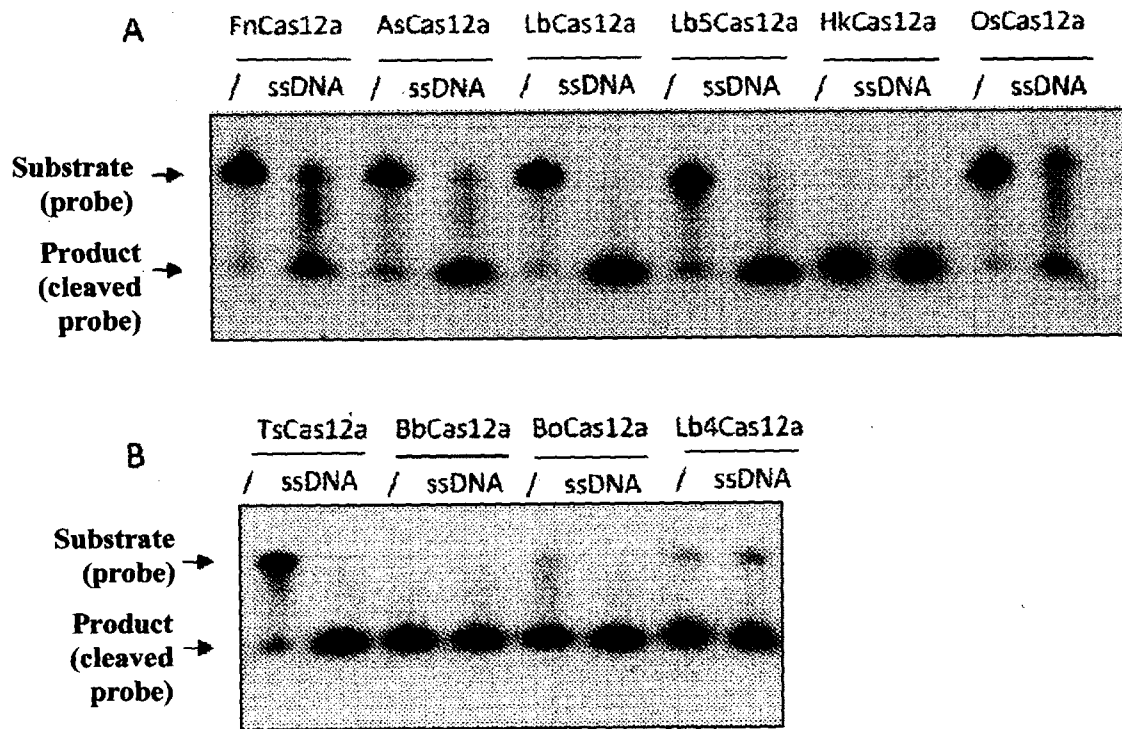 A
FnCas12a AsCas12a LbCas12a Lb5Cas12a HkCas12a OsCas12a
/ ssDNA / ssDNA / ssDNA / ssDNA / ssDNA / ssDNA
Substrate
(probe)
Product
(cleaved
probe)
B
TsCas12a BbCas12a BoCas12a Lb4Cas12a
/ ssDNA / ssDNA / ssDNA / ssDNA
Substrate
(probe)
Product
(cleaved
probe)